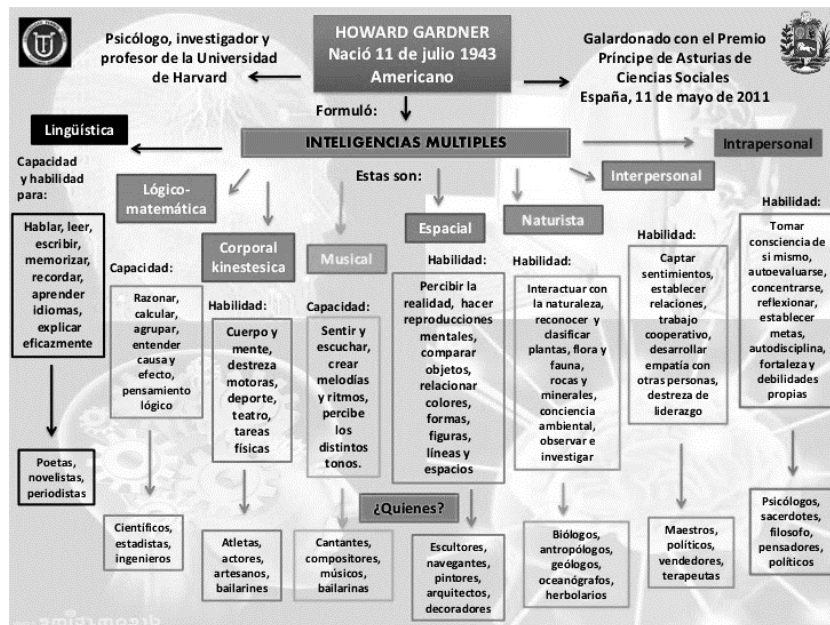 HOWARD GARDNER
Nació 11 de julio 1943
Americano
Psicólogo, investigador y
profesor de la Universidad
de Harvard
Galardonado con el Premio
Príncipe de Asturias de
Ciencias Sociales
España, 11 de mayo de 2011
Formuló:
INTELIGENCIAS MULTIPLES
Estas son:
Lingüística
Capacidad
y habilidad
para:
Hablar, leer,
escribir,
memorizar,
recordar,
aprender
idiomas,
explicar
eficazmente
Poetas,
novelistas,
periodistas
Lógico-
matemática
Capacidad:
Razonar,
calcular,
agrupar,
entender
causa y
efecto,
pensamiento
lógico
Científicos,
estadistas,
ingenieros
Corporal
kinestesica
Habilidad:
Cuerpo y
mente,
destreza
motoras,
deporte,
teatro,
tareas
físicas
Atletas,
actores,
artesanos,
bailarines
Musical
Capacidad:
Sentir y
escuchar,
crear
melodías
y ritmos,
percibe
los
distintos
tonos.
Cantantes,
compositores,
músicos,
bailarinas
Espacial
Habilidad:
Percibir la
realidad, hacer
reproducciones
mentales,
comparar
objetos,
relacionar
colores,
formas,
figuras,
líneas y
espacios
¿Quienes?
Escultores,
navegantes,
pintores,
arquitectos,
decoradores
Naturista
Habilidad:
Interactuar con
la naturaleza,
reconocer y
clasificar
plantas, flora y
fauna,
rocas y
minerales,
conciencia
ambiental,
observar e
investigar
Biólogos,
antropólogos,
geólogos,
oceanógrafos,
herbolarios
Interpersonal
Habilidad:
Captar
sentimientos,
establecer
relaciones,
trabajo
cooperativo,
desarrollar
empatía con
otras personas,
destreza de
liderazgo
Maestros,
políticos,
vendedores,
terapeutas
Intrapersonal
Habilidad:
Tomar
consciencia de
si mismo,
autoevaluarse,
concentrarse,
reflexionar,
establecer
metas,
autodisciplina,
fortaleza y
debilidades
propias
Psicólogos,
sacerdotes,
filosofo,
pensadores,
políticos